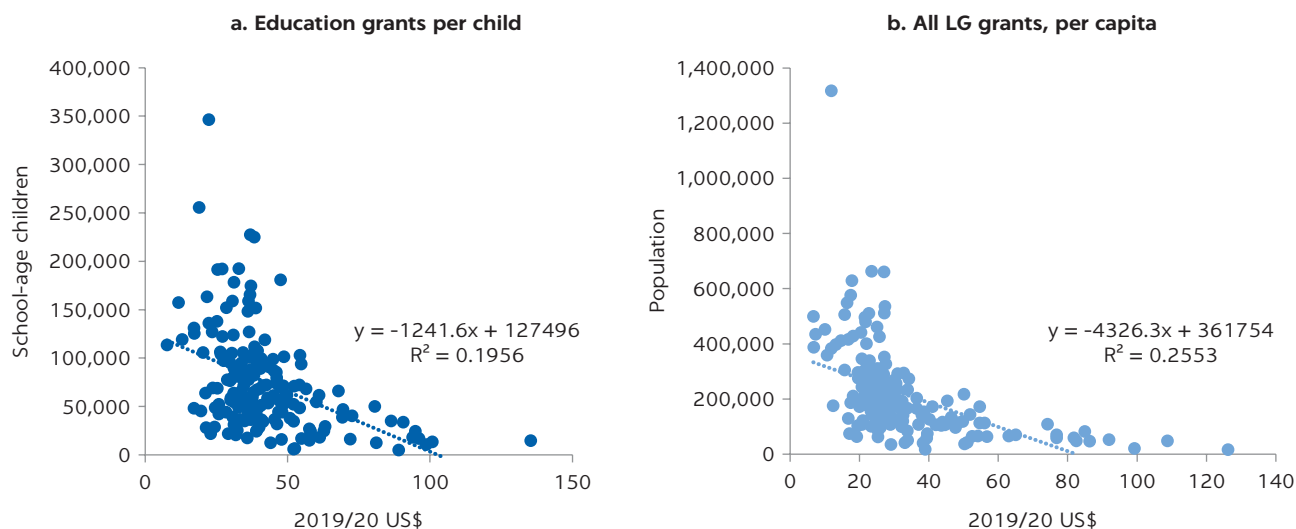 a. Education grants per child
400,000
350,000
300,000
250,000
200,000
150,000
100,000
50,000
0
School-age children
y = -1241.6x + 127496
R² = 0.1956
0 50 100 150
2019/20 US$
b. All LG grants, per capita
1,400,000
1,200,000
1,000,000
800,000
600,000
400,000
200,000
0
Population
y = -4326.3x + 361754
R² = 0.2553
0 20 40 60 80 100 120 140
2019/20 US$